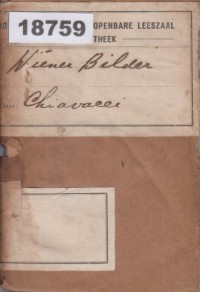 18759
OPENBARE LEESZAAL
THEEK
Wiener Bilder
Chiavacci